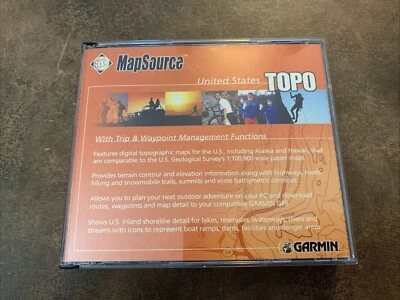 MapSource™
United States TOPO
With Trip & Waypoint Management Functions
Features digital topographic maps for the U.S., including Alaska and Hawaii, that
are comparable to the U.S. Geological Survey's 1:100,000 scale paper maps.
Provides terrain contour and elevation information along with highways, roads,
hiking and snowmobile trails, summits and some bathymetric contours.
Allows you to plan your next outdoor adventure on your PC and download
routes, waypoints and map detail to your compatible GARMIN GPS.
Shows U.S. inland shoreline detail for lakes, reservoirs, waterways, rivers and
streams with icons to represent boat ramps, dams, facilities and danger areas.
GARMIN